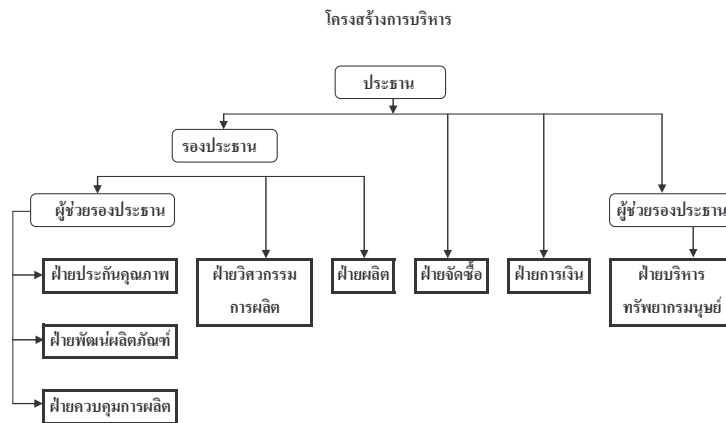 โครงสร้างการบริหาร
ประธาน
รองประธาน
ผู้ช่วยรองประธาน
ผู้ช่วยรองประธาน
ฝ่ายประกันคุณภาพ
ฝ่ายวิศวกรรม
การผลิต
ฝ่ายผลิต
ฝ่ายจัดซื้อ
ฝ่ายการเงิน
ฝ่ายบริหาร
ทรัพยากรมนุษย์
ฝ่ายพัฒน่ผลิตภัณฑ์
ฝ่ายควบคุมการผลิต